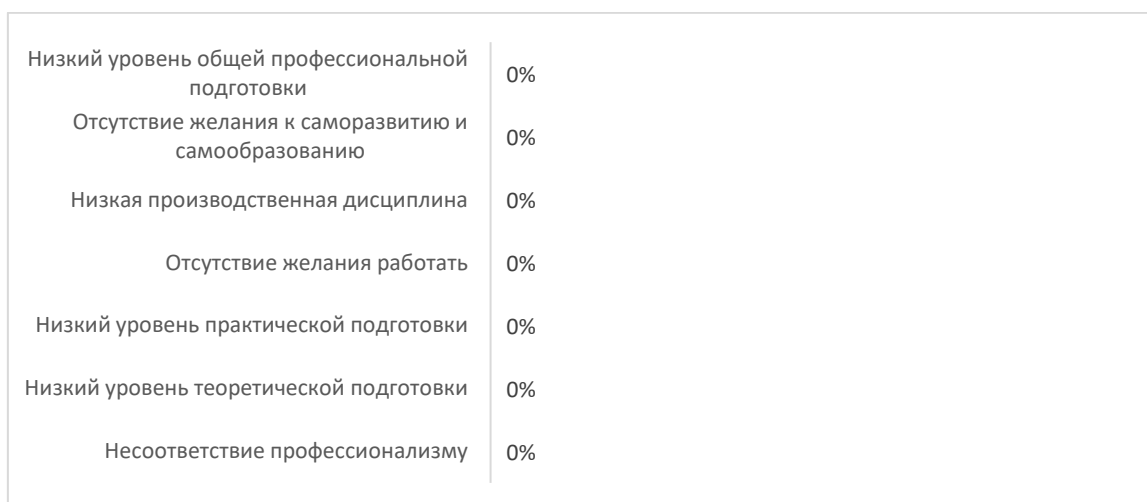 Низкий уровень общей профессиональной
подготовки
0%
Отсутствие желания к саморазвитию и
самообразованию
0%
Низкая производственная дисциплина
0%
Отсутствие желания работать
0%
Низкий уровень практической подготовки
0%
Низкий уровень теоретической подготовки
0%
Несоответствие профессионализму
0%